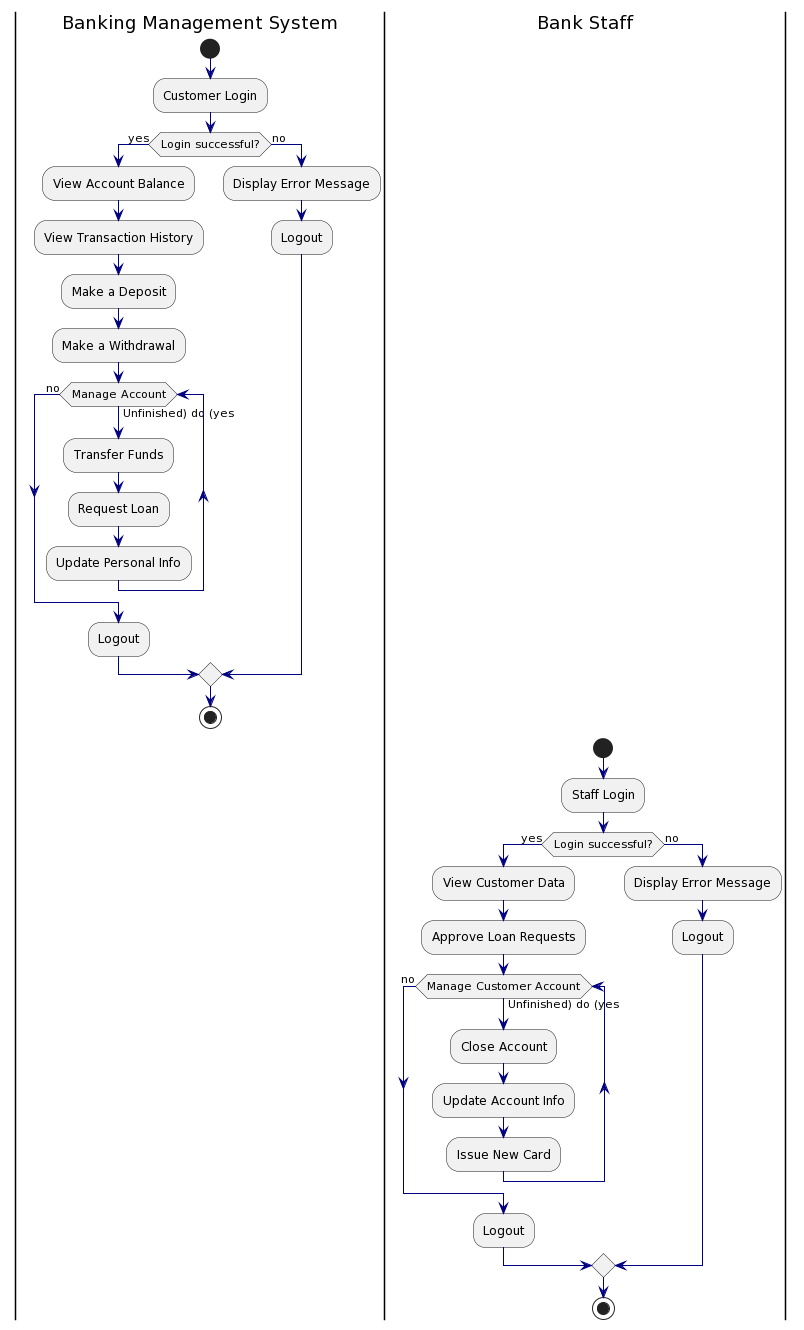 Banking Management System
Bank Staff
Customer Login
yes
Login successful?
no
View Account Balance
Display Error Message
View Transaction History
Logout
Make a Deposit
Make a Withdrawal
no
Manage Account
Unfinished) do (yes
Transfer Funds
Request Loan
Update Personal Info
Logout
Staff Login
yes
Login successful?
no
View Customer Data
Display Error Message
Approve Loan Requests
Logout
no
Manage Customer Account
Unfinished) do (yes
Close Account
Update Account Info
Issue New Card
Logout